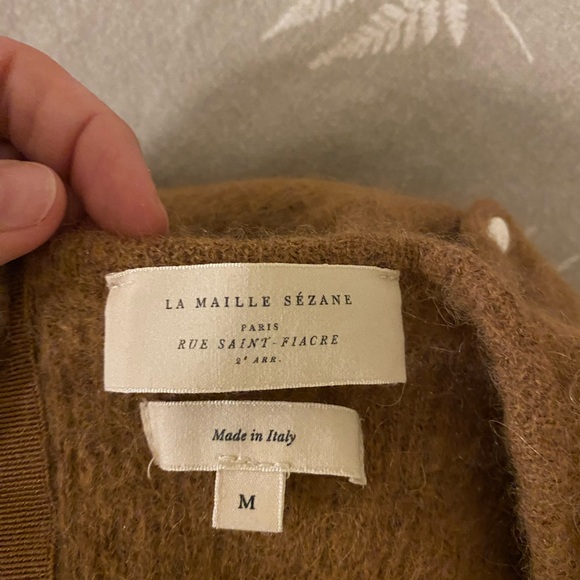 LA MAILLE SÉZANE
PARIS
RUE SAINT-FIACRE
2ᵉ ARR.
Made in Italy
M